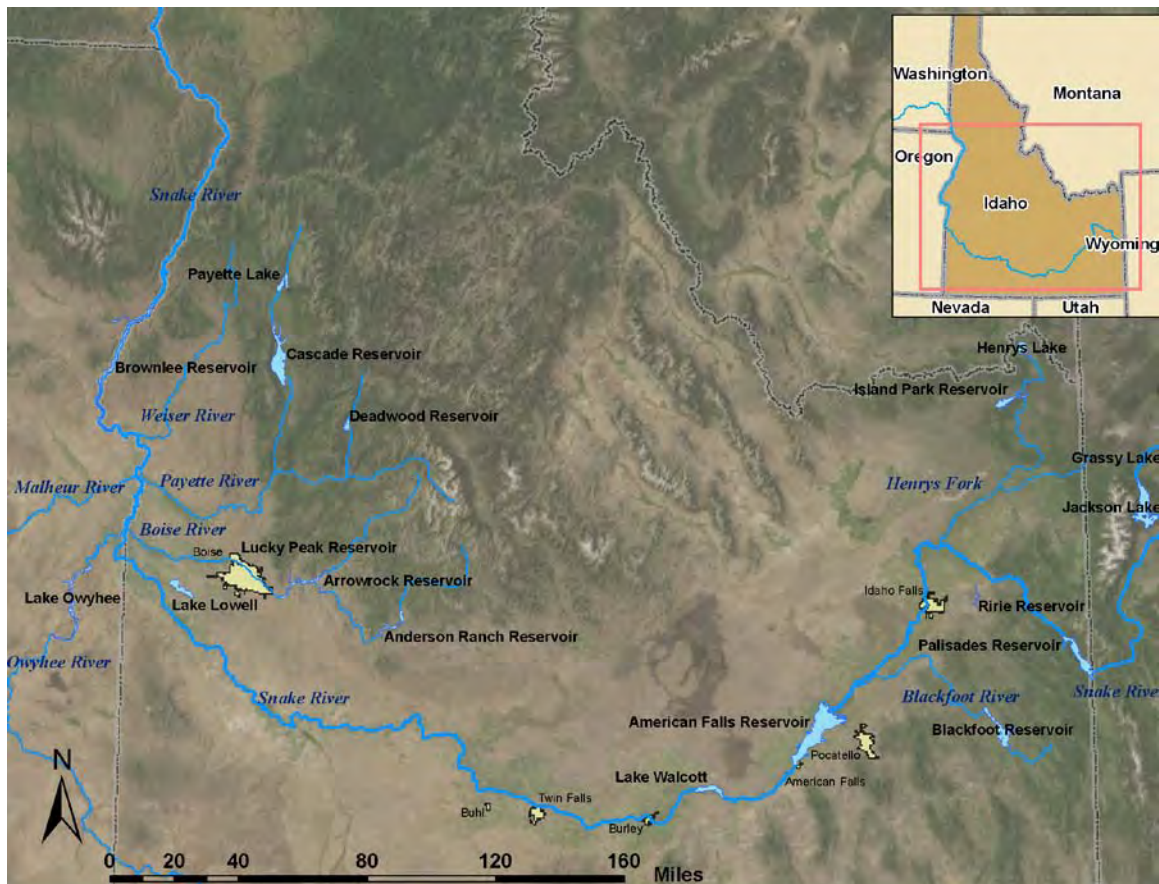 Washington
Montana
Oregon
Idaho
Wyoming
Nevada
Utah
Snake River
Payette Lake
Cascade Reservoir
Brownlee Reservoir
Weiser River
Deadwood Reservoir
Henrys Lake
Island Park Reservoir
Grassy Lake
Malheur River
Payette River
Henrys Fork
Jackson Lake
Boise River
Boise
Lucky Peak Reservoir
Arrowrock Reservoir
Idaho Falls
Lake Owyhee
Lake Lowell
Ririe Reservoir
Anderson Ranch Reservoir
Palisades Reservoir
Owyhee River
Snake River
Blackfoot River
Snake River
American Falls Reservoir
Blackfoot Reservoir
Pocatello
N
Lake Walcott
American Falls
Buhl
Twin Falls
Burley
0 20 40 80 120 160
Miles